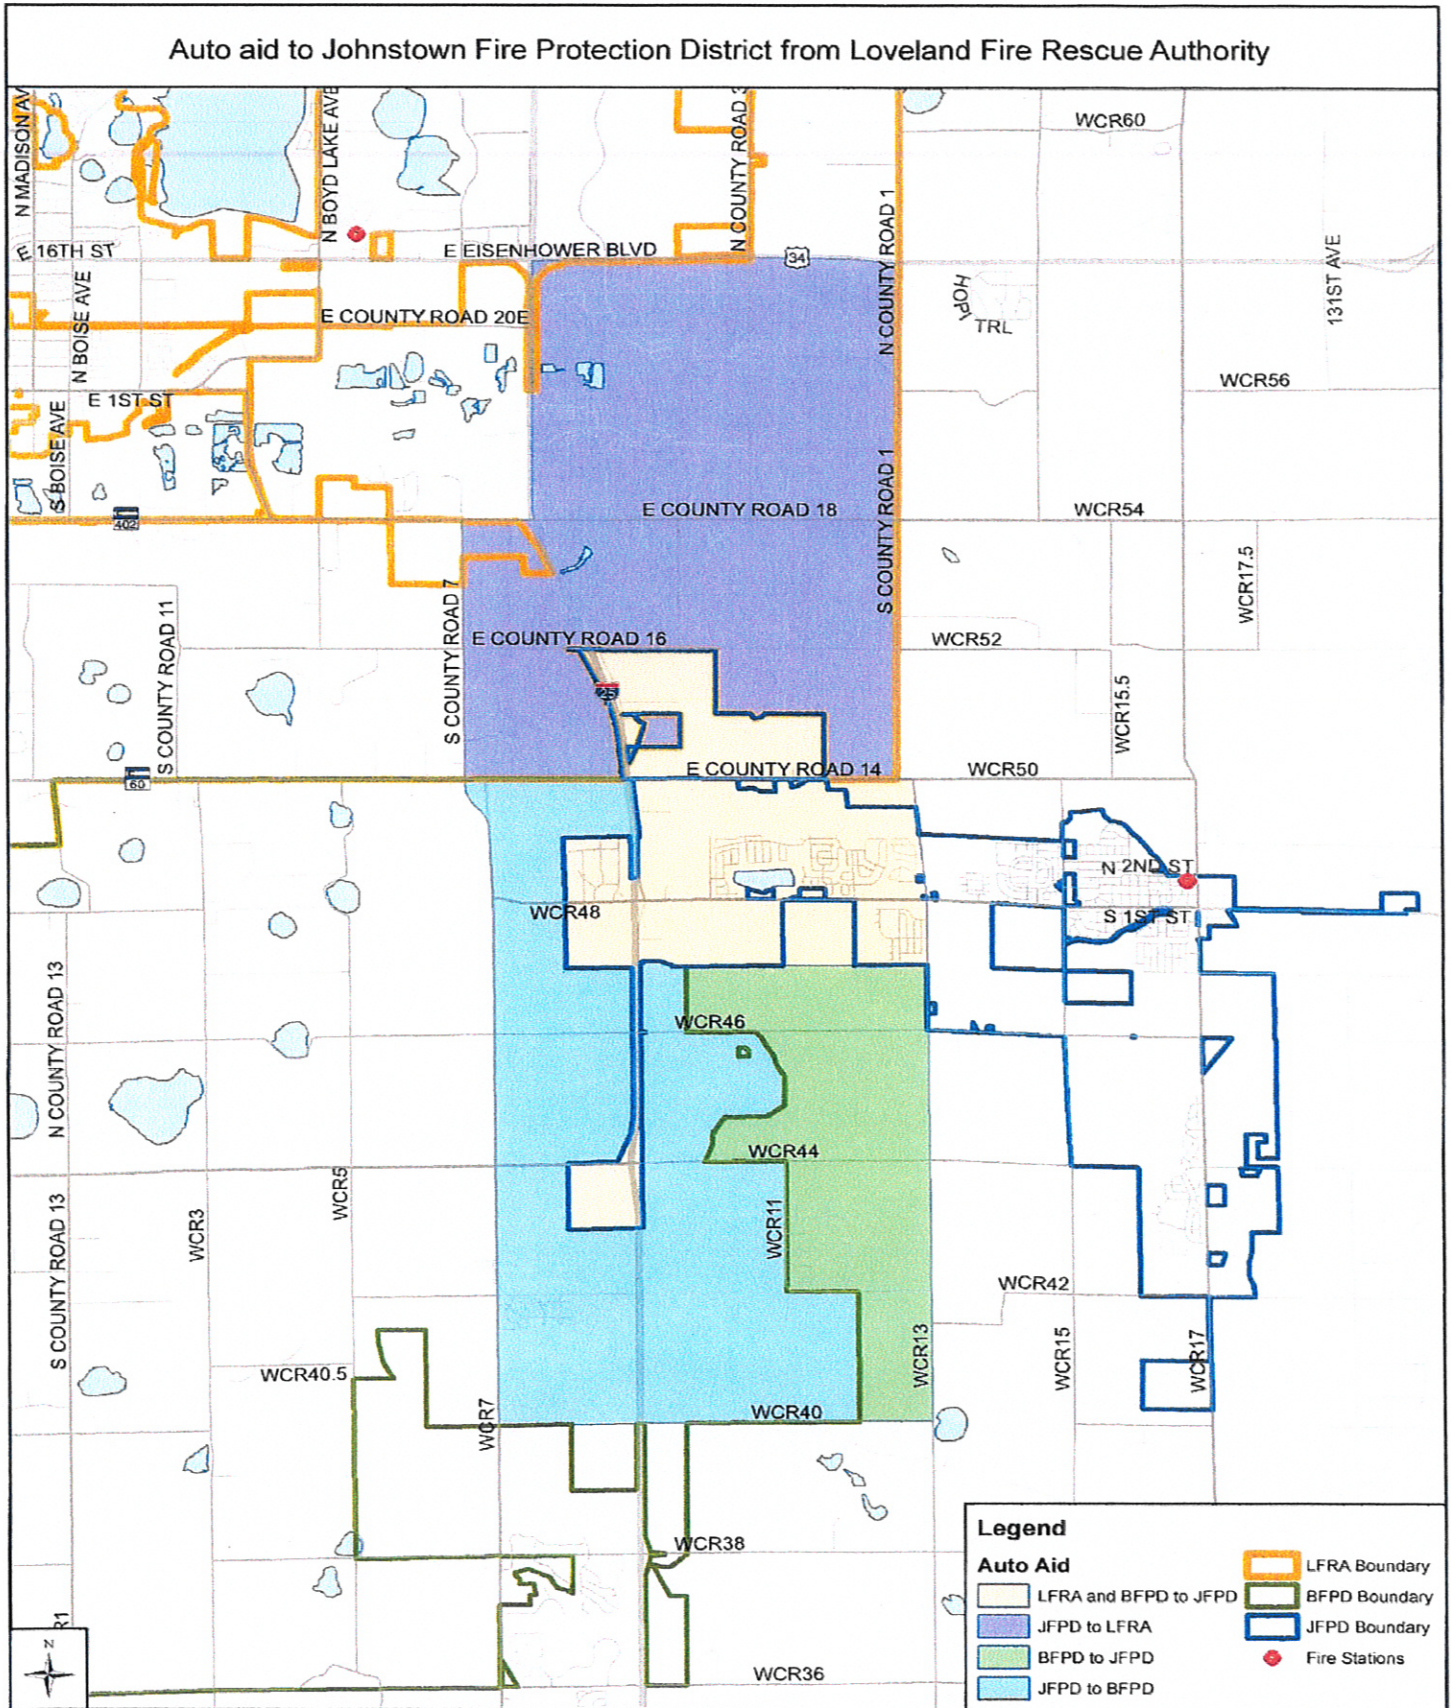 Auto aid to Johnstown Fire Protection District from Loveland Fire Rescue Authority
N MADISON AV
N BOYD LAKE AVE
N COUNTY ROAD 3
WCR60
E 16TH ST
E EISENHOWER BLVD
34
N COUNTY ROAD 1
131ST AVE
HOPI TRL
N BOISE AVE
E COUNTY ROAD 20E
WCR56
E 1ST ST
S BOISE AVE
402
E COUNTY ROAD 18
S COUNTY ROAD 1
WCR54
WCR17.5
S COUNTY ROAD 11
S COUNTY ROAD 7
E COUNTY ROAD 16
WCR52
25
WCR15.5
60
E COUNTY ROAD 14
WCR50
N 2ND ST
WCR48
S 1ST ST
N COUNTY ROAD 13
WCR46
WCR44
WCR5
S COUNTY ROAD 13
WCR3
WCR11
WCR42
WCR40.5
WCR13
WCR15
WCR17
WCR7
WCR40
WCR38
R1
N
WCR36
Legend
Auto Aid
LFRA and BFPD to JFPD
JFPD to LFRA
BFPD to JFPD
JFPD to BFPD
LFRA Boundary
BFPD Boundary
JFPD Boundary
Fire Stations